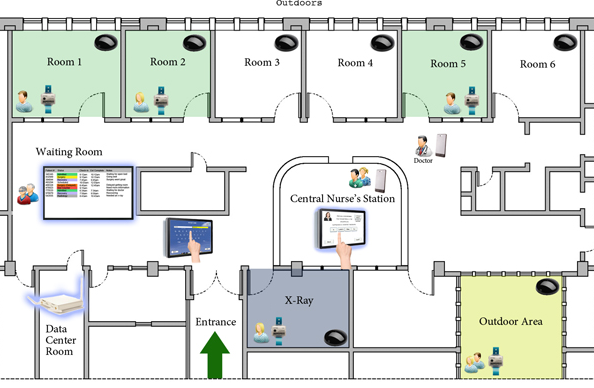 Outdoors
Room 1
Room 2
Room 3
Room 4
Room 5
Room 6
Waiting Room
Doctor
Central Nurse's Station
X-Ray
Entrance
Outdoor Area
Data
Center
Room